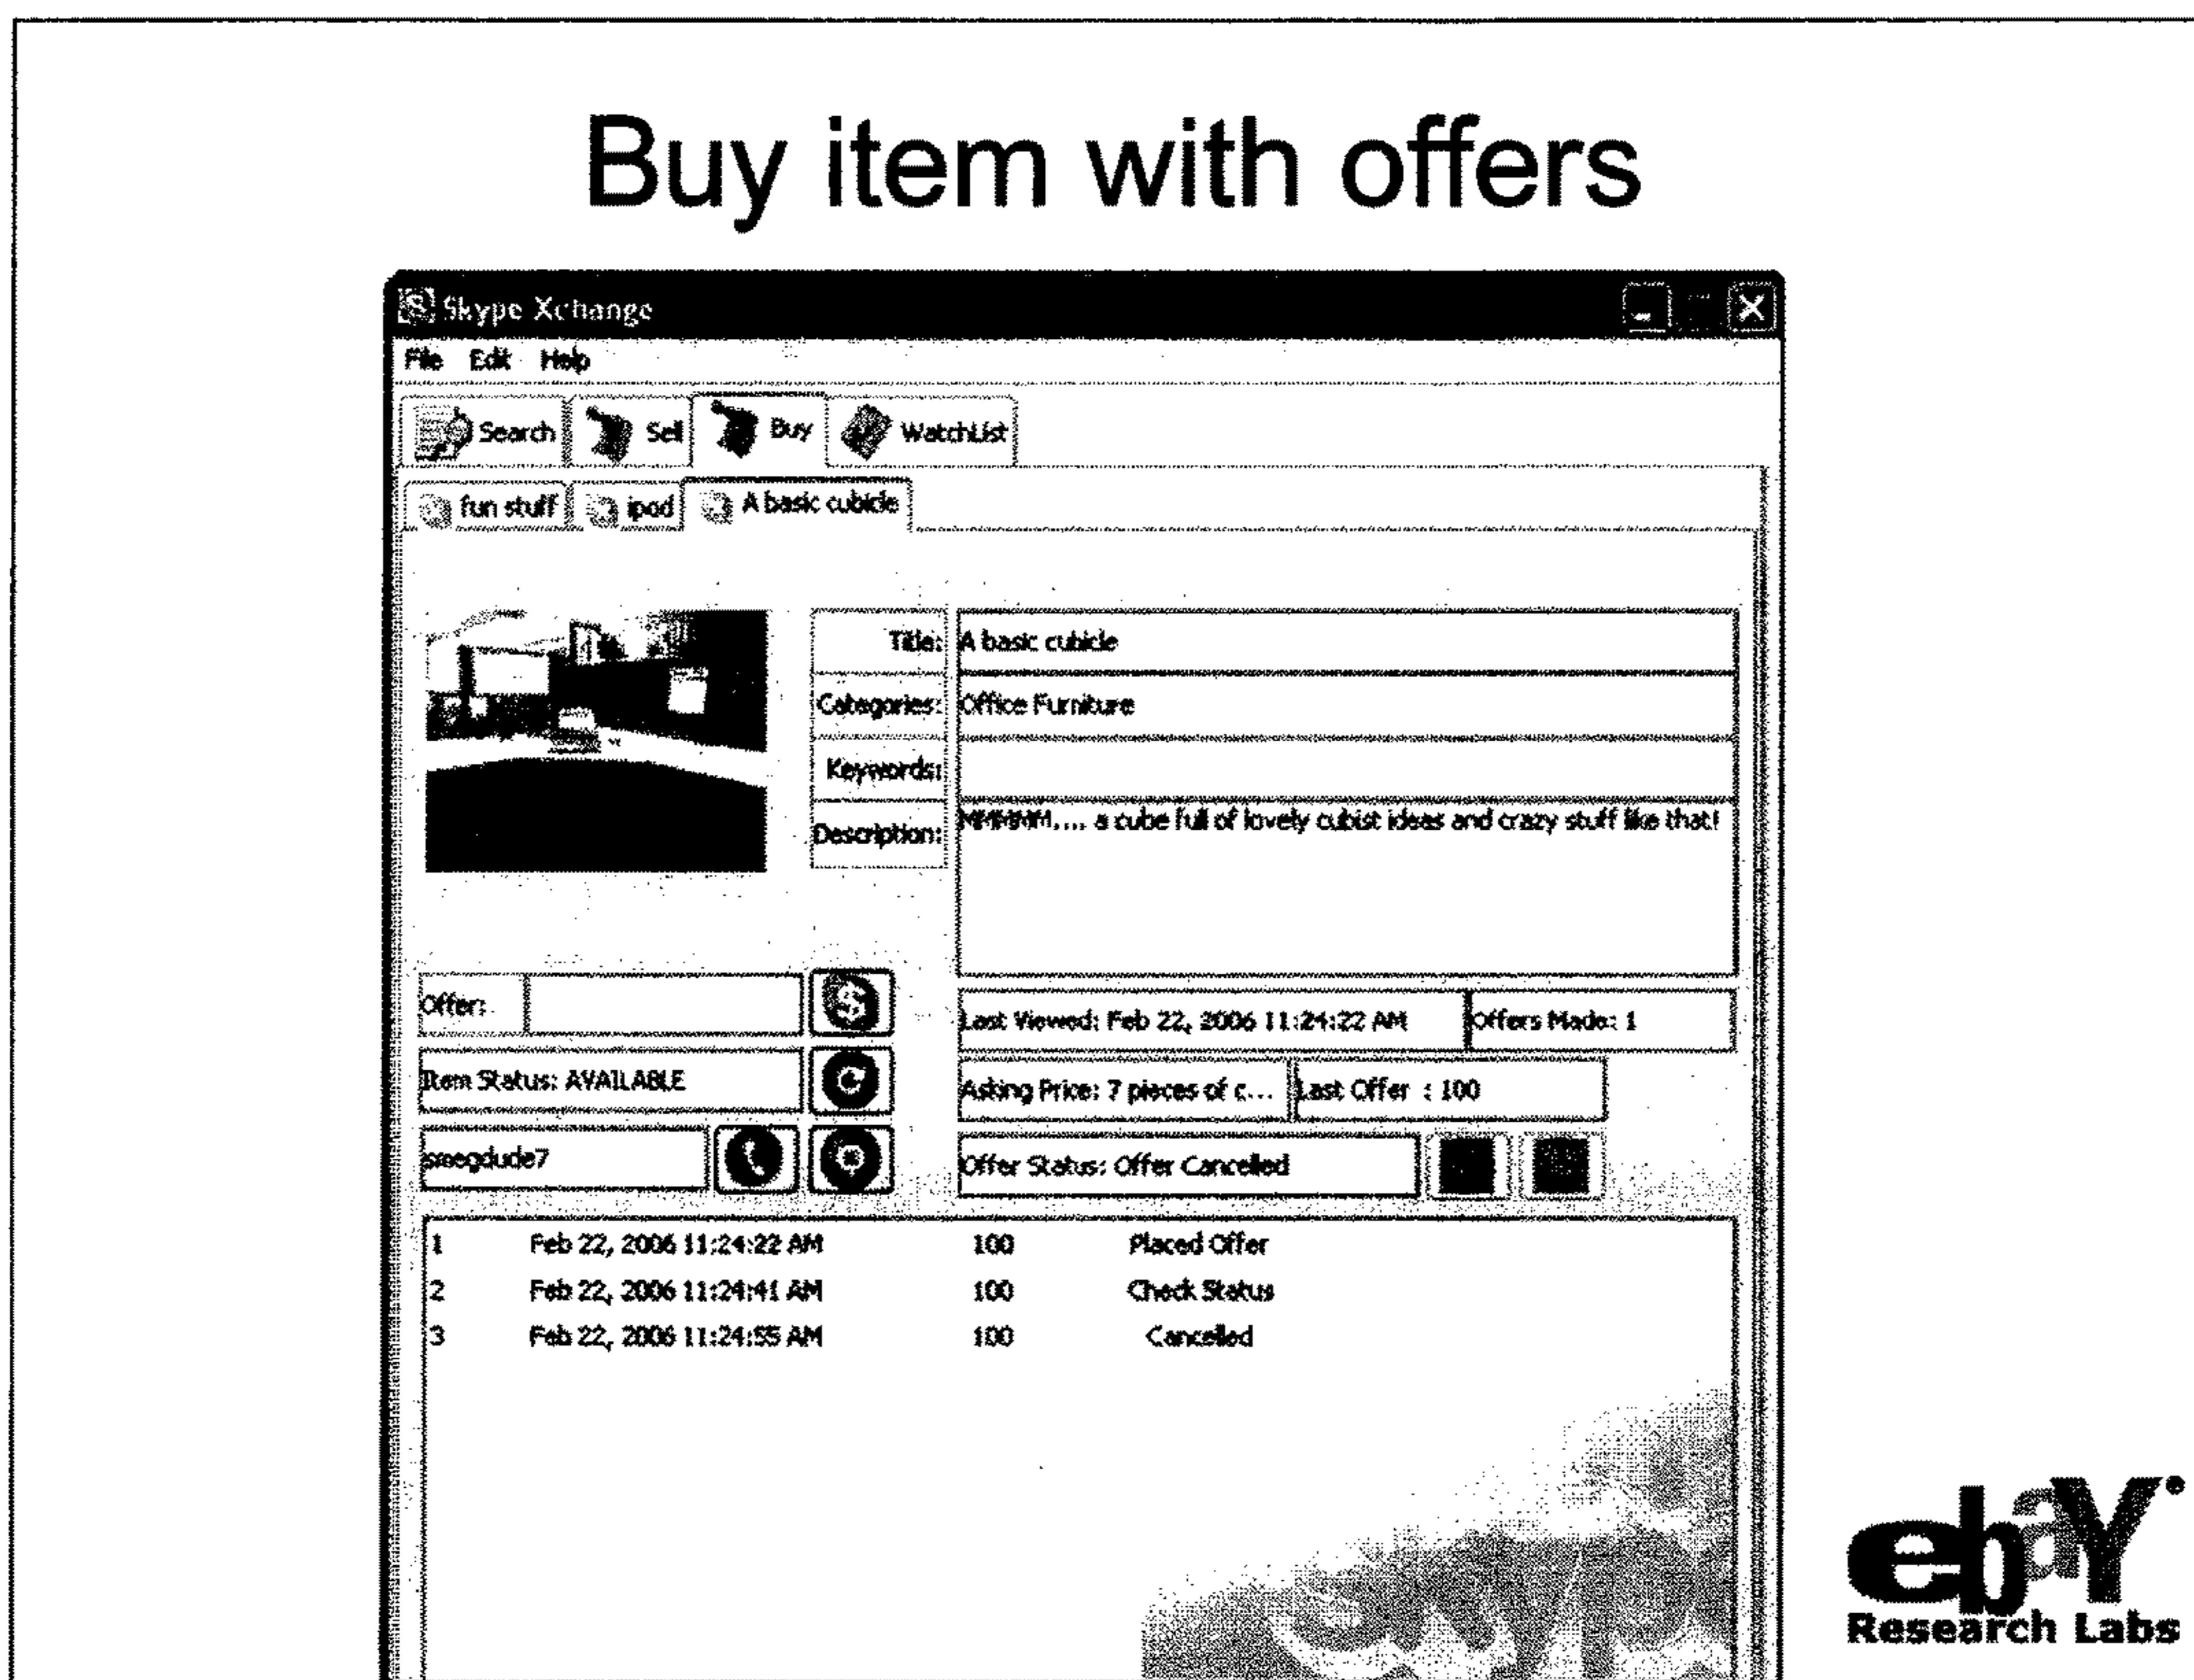 Buy item with offers
Skype Xchange
File Edit Help
Search Sell Buy WatchList
fun stuff ipod A basic cubicle
Title: A basic cubicle
Categories: Office Furniture
Keywords:
Description: MMMMM.... a cube full of lovely cubist ideas and crazy stuff like that!
Offer:
Last Viewed: Feb 22, 2006 11:24:22 AM Offers Made: 1
Item Status: AVAILABLE
Asking Price: 7 pieces of c... Last Offer : 100
smegdude7
Offer Status: Offer Cancelled
1 Feb 22, 2006 11:24:22 AM 100 Placed Offer
2 Feb 22, 2006 11:24:41 AM 100 Check Status
3 Feb 22, 2006 11:24:55 AM 100 Cancelled
skype
ebaY®
Research Labs